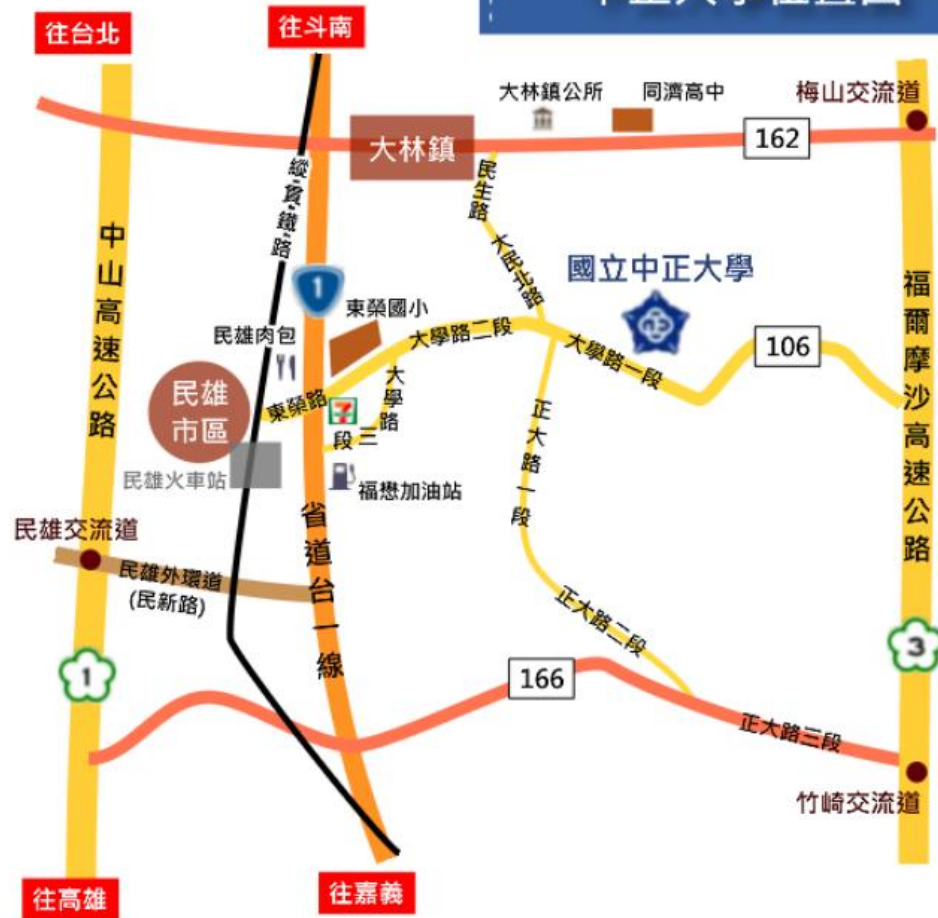 往台北
往斗南
大林鎮公所
同濟高中
梅山交流道
大林鎮
162
縱貫鐵路
民生路
中山高速公路
大民北路
國立中正大學
福爾摩沙高速公路
1
東榮國小
民雄肉包
大學路二段
大學路一段
106
民雄
市區
東榮路
7
大學路三段
正大路一段
民雄火車站
福懋加油站
省道台一線
民雄交流道
民雄外環道
(民新路)
正大路二段
3
1
166
正大路三段
竹崎交流道
往高雄
往嘉義